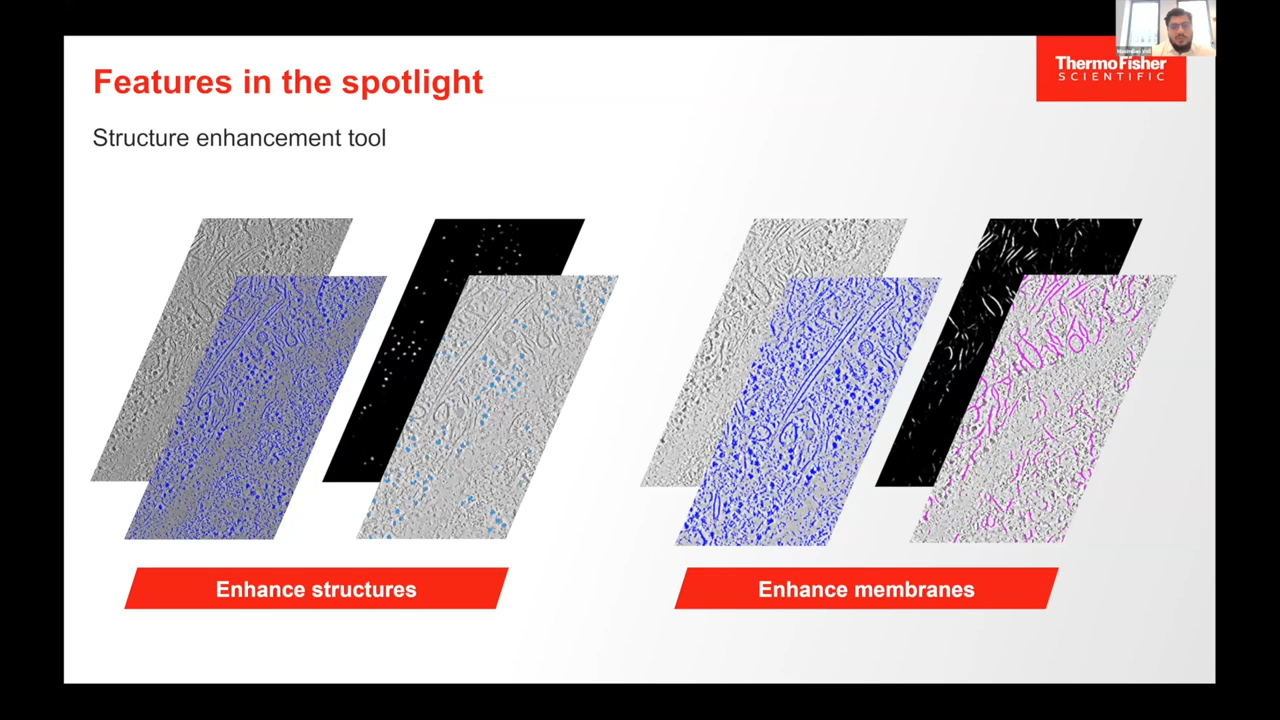 Features in the spotlight
Structure enhancement tool
ThermoFisher
SCIENTIFIC
Enhance structures
Enhance membranes